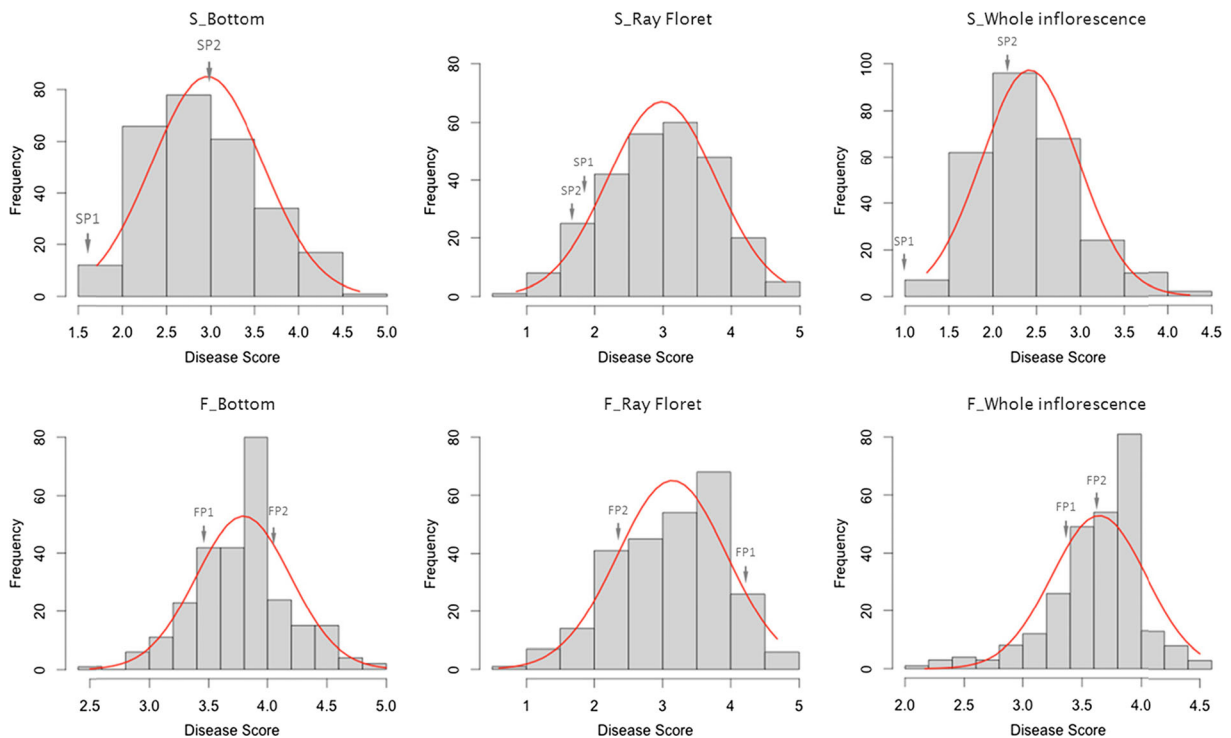 S_Bottom
SP2
SP1
Frequency
0 20 40 60 80
1.5 2.0 2.5 3.0 3.5 4.0 4.5 5.0
Disease Score
S_Ray Floret
SP1
SP2
Frequency
0 20 40 60 80
1 2 3 4 5
Disease Score
S_Whole inflorescence
SP2
SP1
Frequency
0 20 40 60 80 100
1.0 1.5 2.0 2.5 3.0 3.5 4.0 4.5
Disease Score
F_Bottom
FP1 FP2
Frequency
0 20 40 60 80
2.5 3.0 3.5 4.0 4.5 5.0
Disease Score
F_Ray Floret
FP2
FP1
Frequency
0 20 40 60 80
1 2 3 4 5
Disease Score
F_Whole inflorescence
FP2
FP1
Frequency
0 20 40 60 80
2.0 2.5 3.0 3.5 4.0 4.5
Disease Score